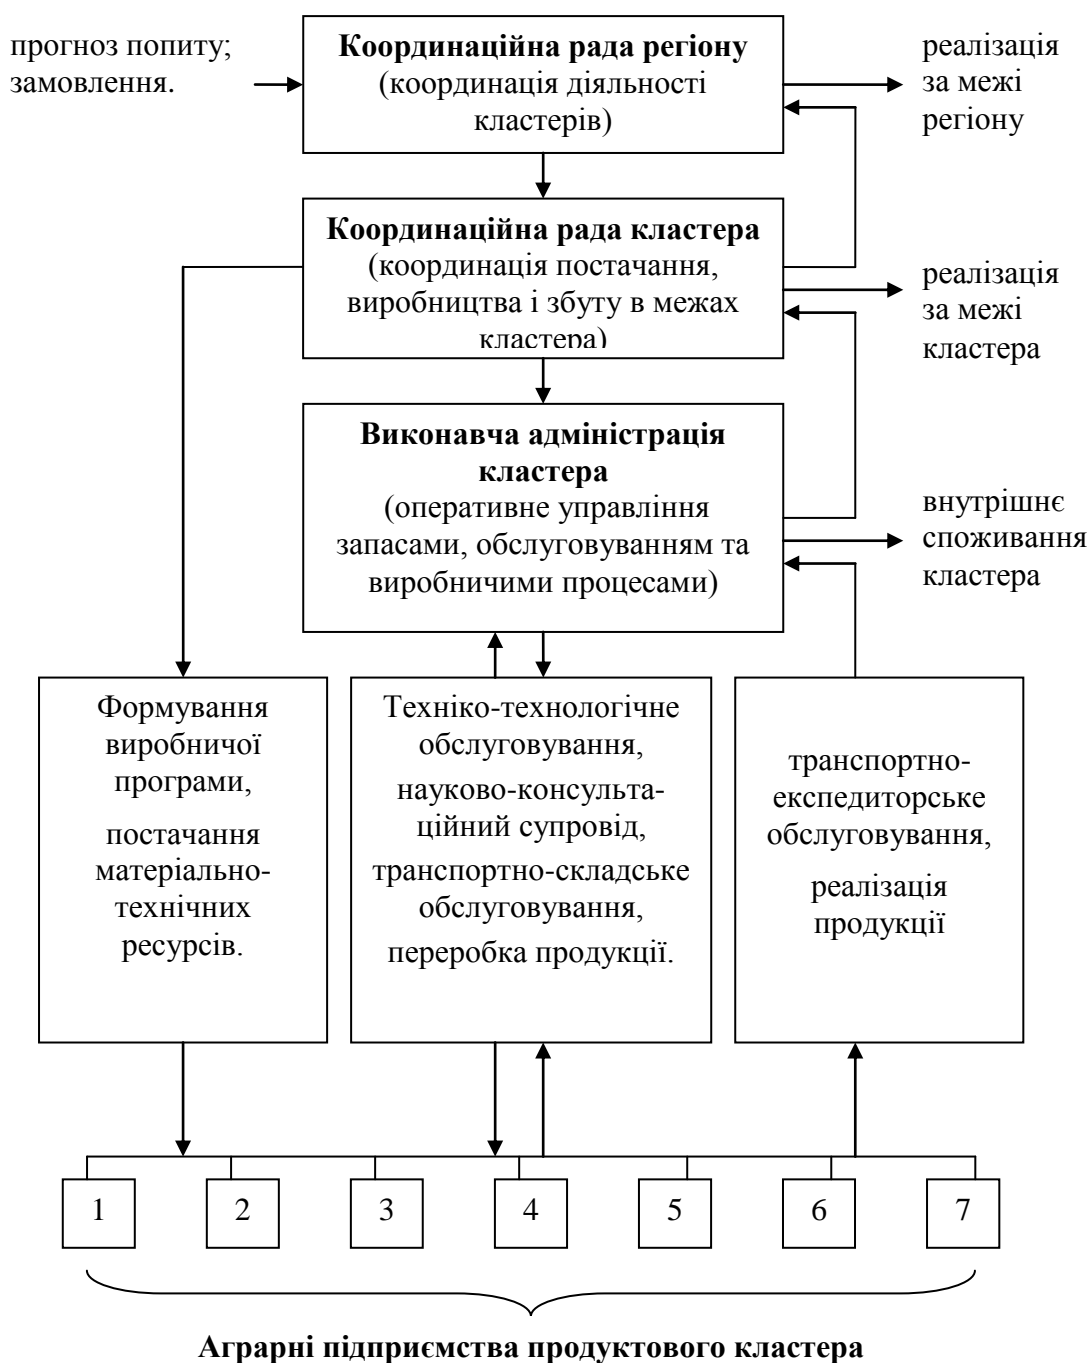 прогноз попиту;
замовлення.
Координаційна рада регіону
(координація діяльності
кластерів)
реалізація
за межі
регіону
Координаційна рада кластера
(координація постачання,
виробництва і збуту в межах
кластера)
реалізація
за межі
кластера
Виконавча адміністрація
кластера
(оперативне управління
запасами, обслуговуванням та
виробничими процесами)
внутрішнє
споживання
кластера
Формування
виробничої
програми,
постачання
матеріально-
технічних
ресурсів.
Техніко-технологічне
обслуговування,
науково-консульта-
ційний супровід,
транспортно-складське
обслуговування,
переробка продукції.
транспортно-
експедиторське
обслуговування,
реалізація
продукції
1 2 3 4 5 6 7
Аграрні підприємства продуктового кластера